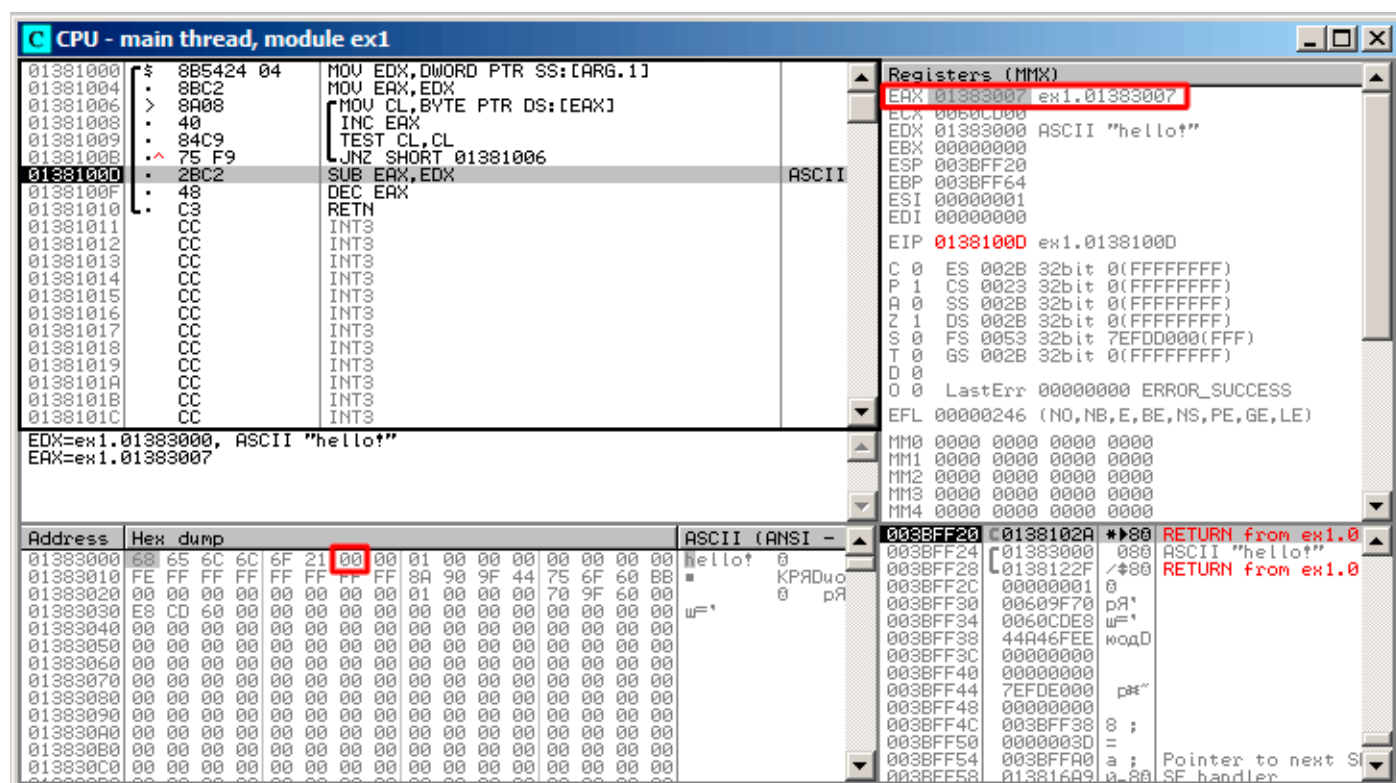 C CPU - main thread, module ex1
01381000 $ 8B5424 04 MOV EDX,DWORD PTR SS:[ARG.1]
01381004 · 8BC2 MOV EAX,EDX
01381006 > 8A08 MOV CL,BYTE PTR DS:[EAX]
01381008 · 40 INC EAX
01381009 · 84C9 TEST CL,CL
0138100B ·^ 75 F9 JNZ SHORT 01381006
0138100D · 2BC2 SUB EAX,EDX ASCII
0138100F · 48 DEC EAX
01381010 · C3 RETN
01381011 CC INT3
01381012 CC INT3
01381013 CC INT3
01381014 CC INT3
01381015 CC INT3
01381016 CC INT3
01381017 CC INT3
01381018 CC INT3
01381019 CC INT3
0138101A CC INT3
0138101B CC INT3
0138101C CC INT3
EDX=ex1.01383000, ASCII "hello!"
EAX=ex1.01383007
Registers (MMX)
EAX 01383007 ex1.01383007
ECX 0060CD00
EDX 01383000 ASCII "hello!"
EBX 00000000
ESP 003BFF20
EBP 003BFF64
ESI 00000001
EDI 00000000
EIP 0138100D ex1.0138100D
C 0 ES 002B 32bit 0(FFFFFFFF)
P 1 CS 0023 32bit 0(FFFFFFFF)
A 0 SS 002B 32bit 0(FFFFFFFF)
Z 1 DS 002B 32bit 0(FFFFFFFF)
S 0 FS 0053 32bit 7EFDD000(FFF)
T 0 GS 002B 32bit 0(FFFFFFFF)
D 0
O 0 LastErr 00000000 ERROR_SUCCESS
EFL 00000246 (NO,NB,E,BE,NS,PE,GE,LE)
MM0 0000 0000 0000 0000
MM1 0000 0000 0000 0000
MM2 0000 0000 0000 0000
MM3 0000 0000 0000 0000
MM4 0000 0000 0000 0000
Address Hex dump ASCII (ANSI -
01383000 68 65 6C 6C 6F 21 00 00 01 00 00 00 00 00 00 00 hello! 0
01383010 FE FF FF FF FF FF FF FF 8A 90 9F 44 75 6F 60 BB ■ КРЯDuo
01383020 00 00 00 00 00 00 00 00 01 00 00 00 70 9F 60 00 0 pЯ
01383030 E8 CD 60 00 00 00 00 00 00 00 00 00 00 00 00 00 ш='
01383040 00 00 00 00 00 00 00 00 00 00 00 00 00 00 00 00
01383050 00 00 00 00 00 00 00 00 00 00 00 00 00 00 00 00
01383060 00 00 00 00 00 00 00 00 00 00 00 00 00 00 00 00
01383070 00 00 00 00 00 00 00 00 00 00 00 00 00 00 00 00
01383080 00 00 00 00 00 00 00 00 00 00 00 00 00 00 00 00
01383090 00 00 00 00 00 00 00 00 00 00 00 00 00 00 00 00
013830A0 00 00 00 00 00 00 00 00 00 00 00 00 00 00 00 00
013830B0 00 00 00 00 00 00 00 00 00 00 00 00 00 00 00 00
013830C0 00 00 00 00 00 00 00 00 00 00 00 00 00 00 00 00
003BFF20 0138102A *►80 RETURN from ex1.0
003BFF24 01383000 080 ASCII "hello!"
003BFF28 0138122F /‡80 RETURN from ex1.0
003BFF2C 00000001 0
003BFF30 00609F70 pЯ'
003BFF34 0060CDE8 ш='
003BFF38 44A46FEE юодD
003BFF3C 00000000
003BFF40 00000000
003BFF44 7EFDE000
003BFF48 00000000
003BFF4C 003BFF38 8 ;
003BFF50 0000003D =
003BFF54 003BFFA0 a ; Pointer to next S
003BFF58 013816A9 SE handler